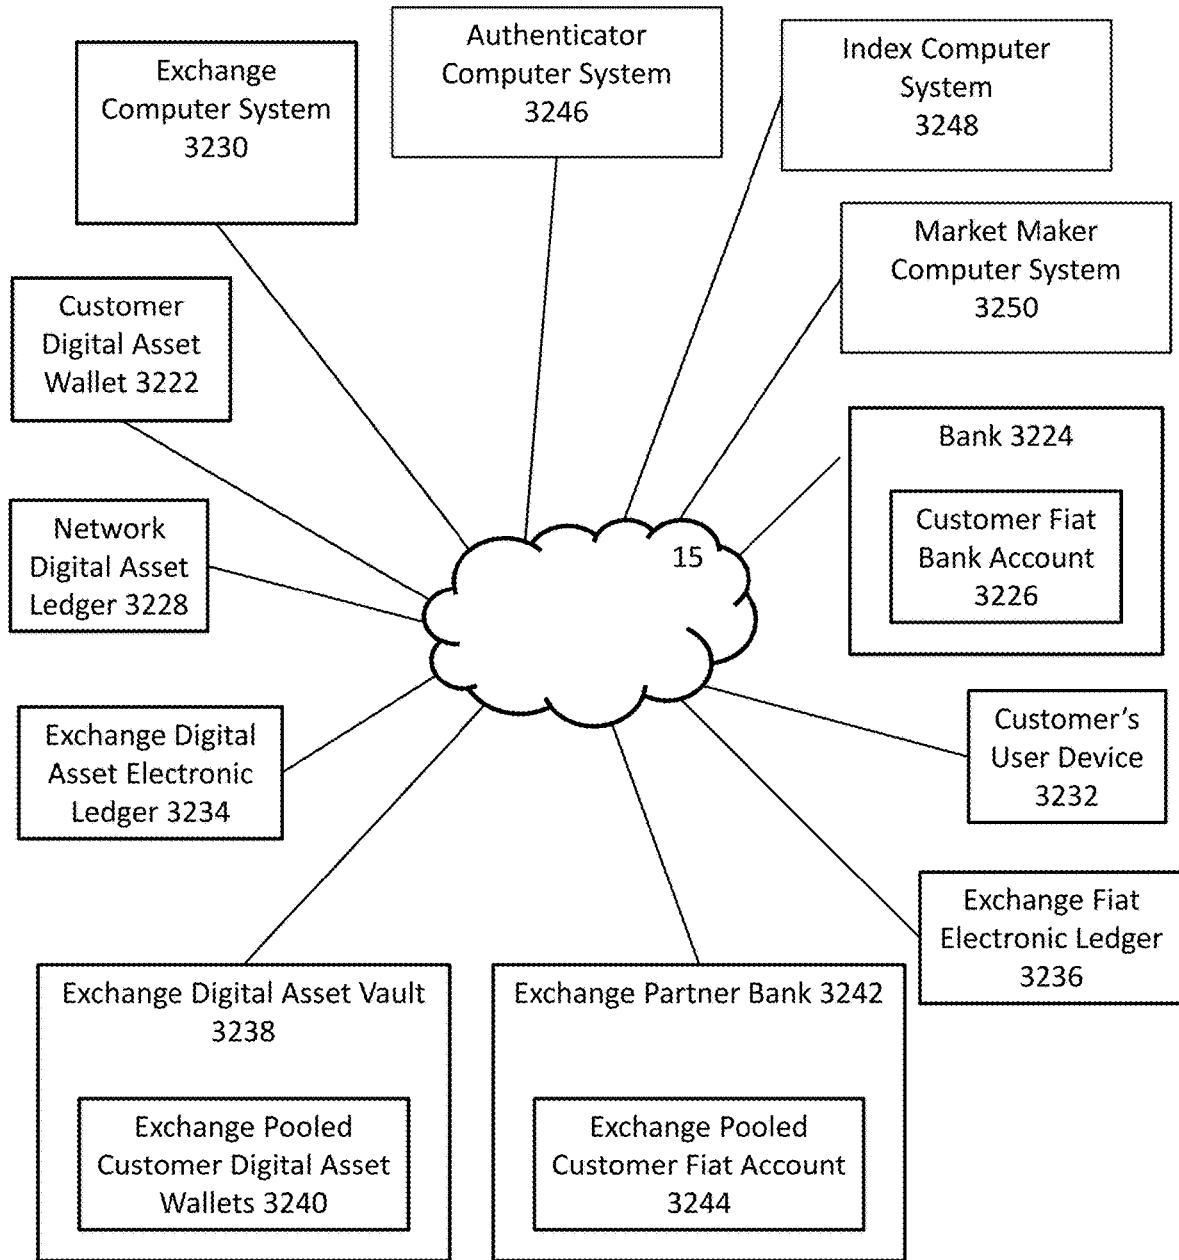 Exchange
Computer System
3230
Authenticator
Computer System
3246
Index Computer
System
3248
Market Maker
Computer System
3250
Customer
Digital Asset
Wallet 3222
Bank 3224
Customer Fiat
Bank Account
3226
Network
Digital Asset
Ledger 3228
15
Exchange Digital
Asset Electronic
Ledger 3234
Customer’s
User Device
3232
Exchange Fiat
Electronic Ledger
3236
Exchange Digital Asset Vault
3238
Exchange Pooled
Customer Digital Asset
Wallets 3240
Exchange Partner Bank 3242
Exchange Pooled
Customer Fiat Account
3244